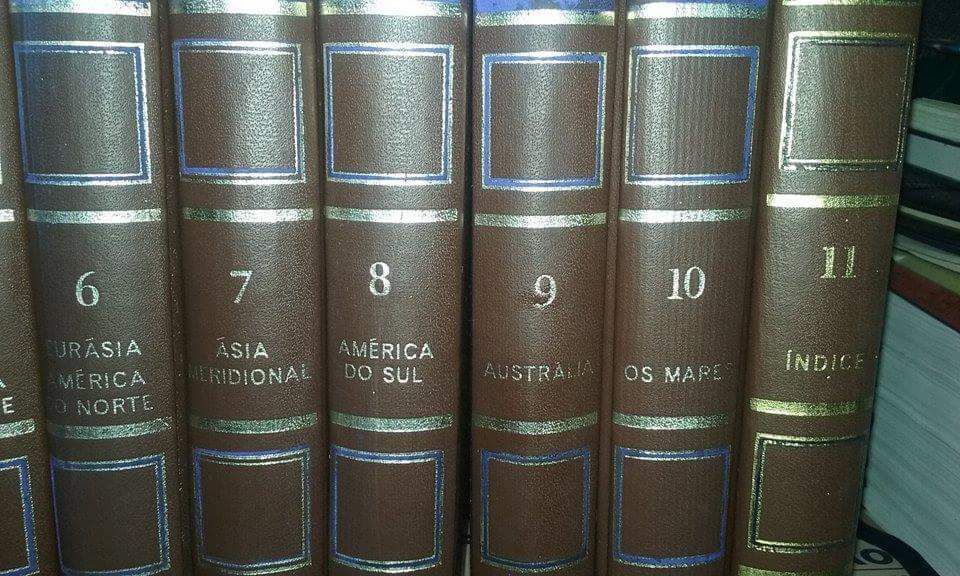 6
EURÁSIA
AMÉRICA
DO NORTE
7
ÁSIA
MERIDIONAL
8
AMÉRICA
DO SUL
9
AUSTRÁLIA
10
OS MARES
11
ÍNDICE